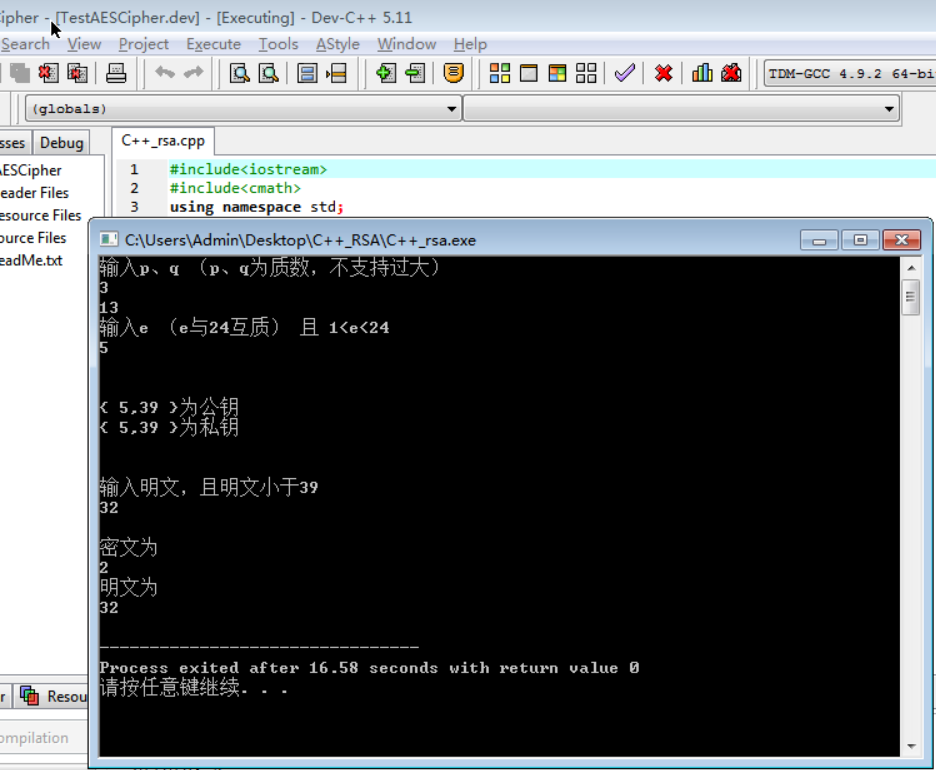 ipher - [TestAESCipher.dev] - [Executing] - Dev-C++ 5.11
Search View Project Execute Tools AStyle Window Help
TDM-GCC 4.9.2 64-bi
(globals)
sses Debug C++_rsa.cpp
AESCipher
eader Files
esource Files
ource Files
eadMe.txt
1 #include<iostream>
2 #include<cmath>
3 using namespace std;
C:\Users\Admin\Desktop\C++_RSA\C++_rsa.exe
输入p、q （p、q为质数，不支持过大）
3
13
输入e （e与24互质） 且 1<e<24
5
{ 5,39 }为公钥
{ 5,39 }为私钥
输入明文，且明文小于39
32
密文为
2
明文为
32
--------------------------------
Process exited after 16.58 seconds with return value 0
请按任意键继续. . .
r Resou
ompilation